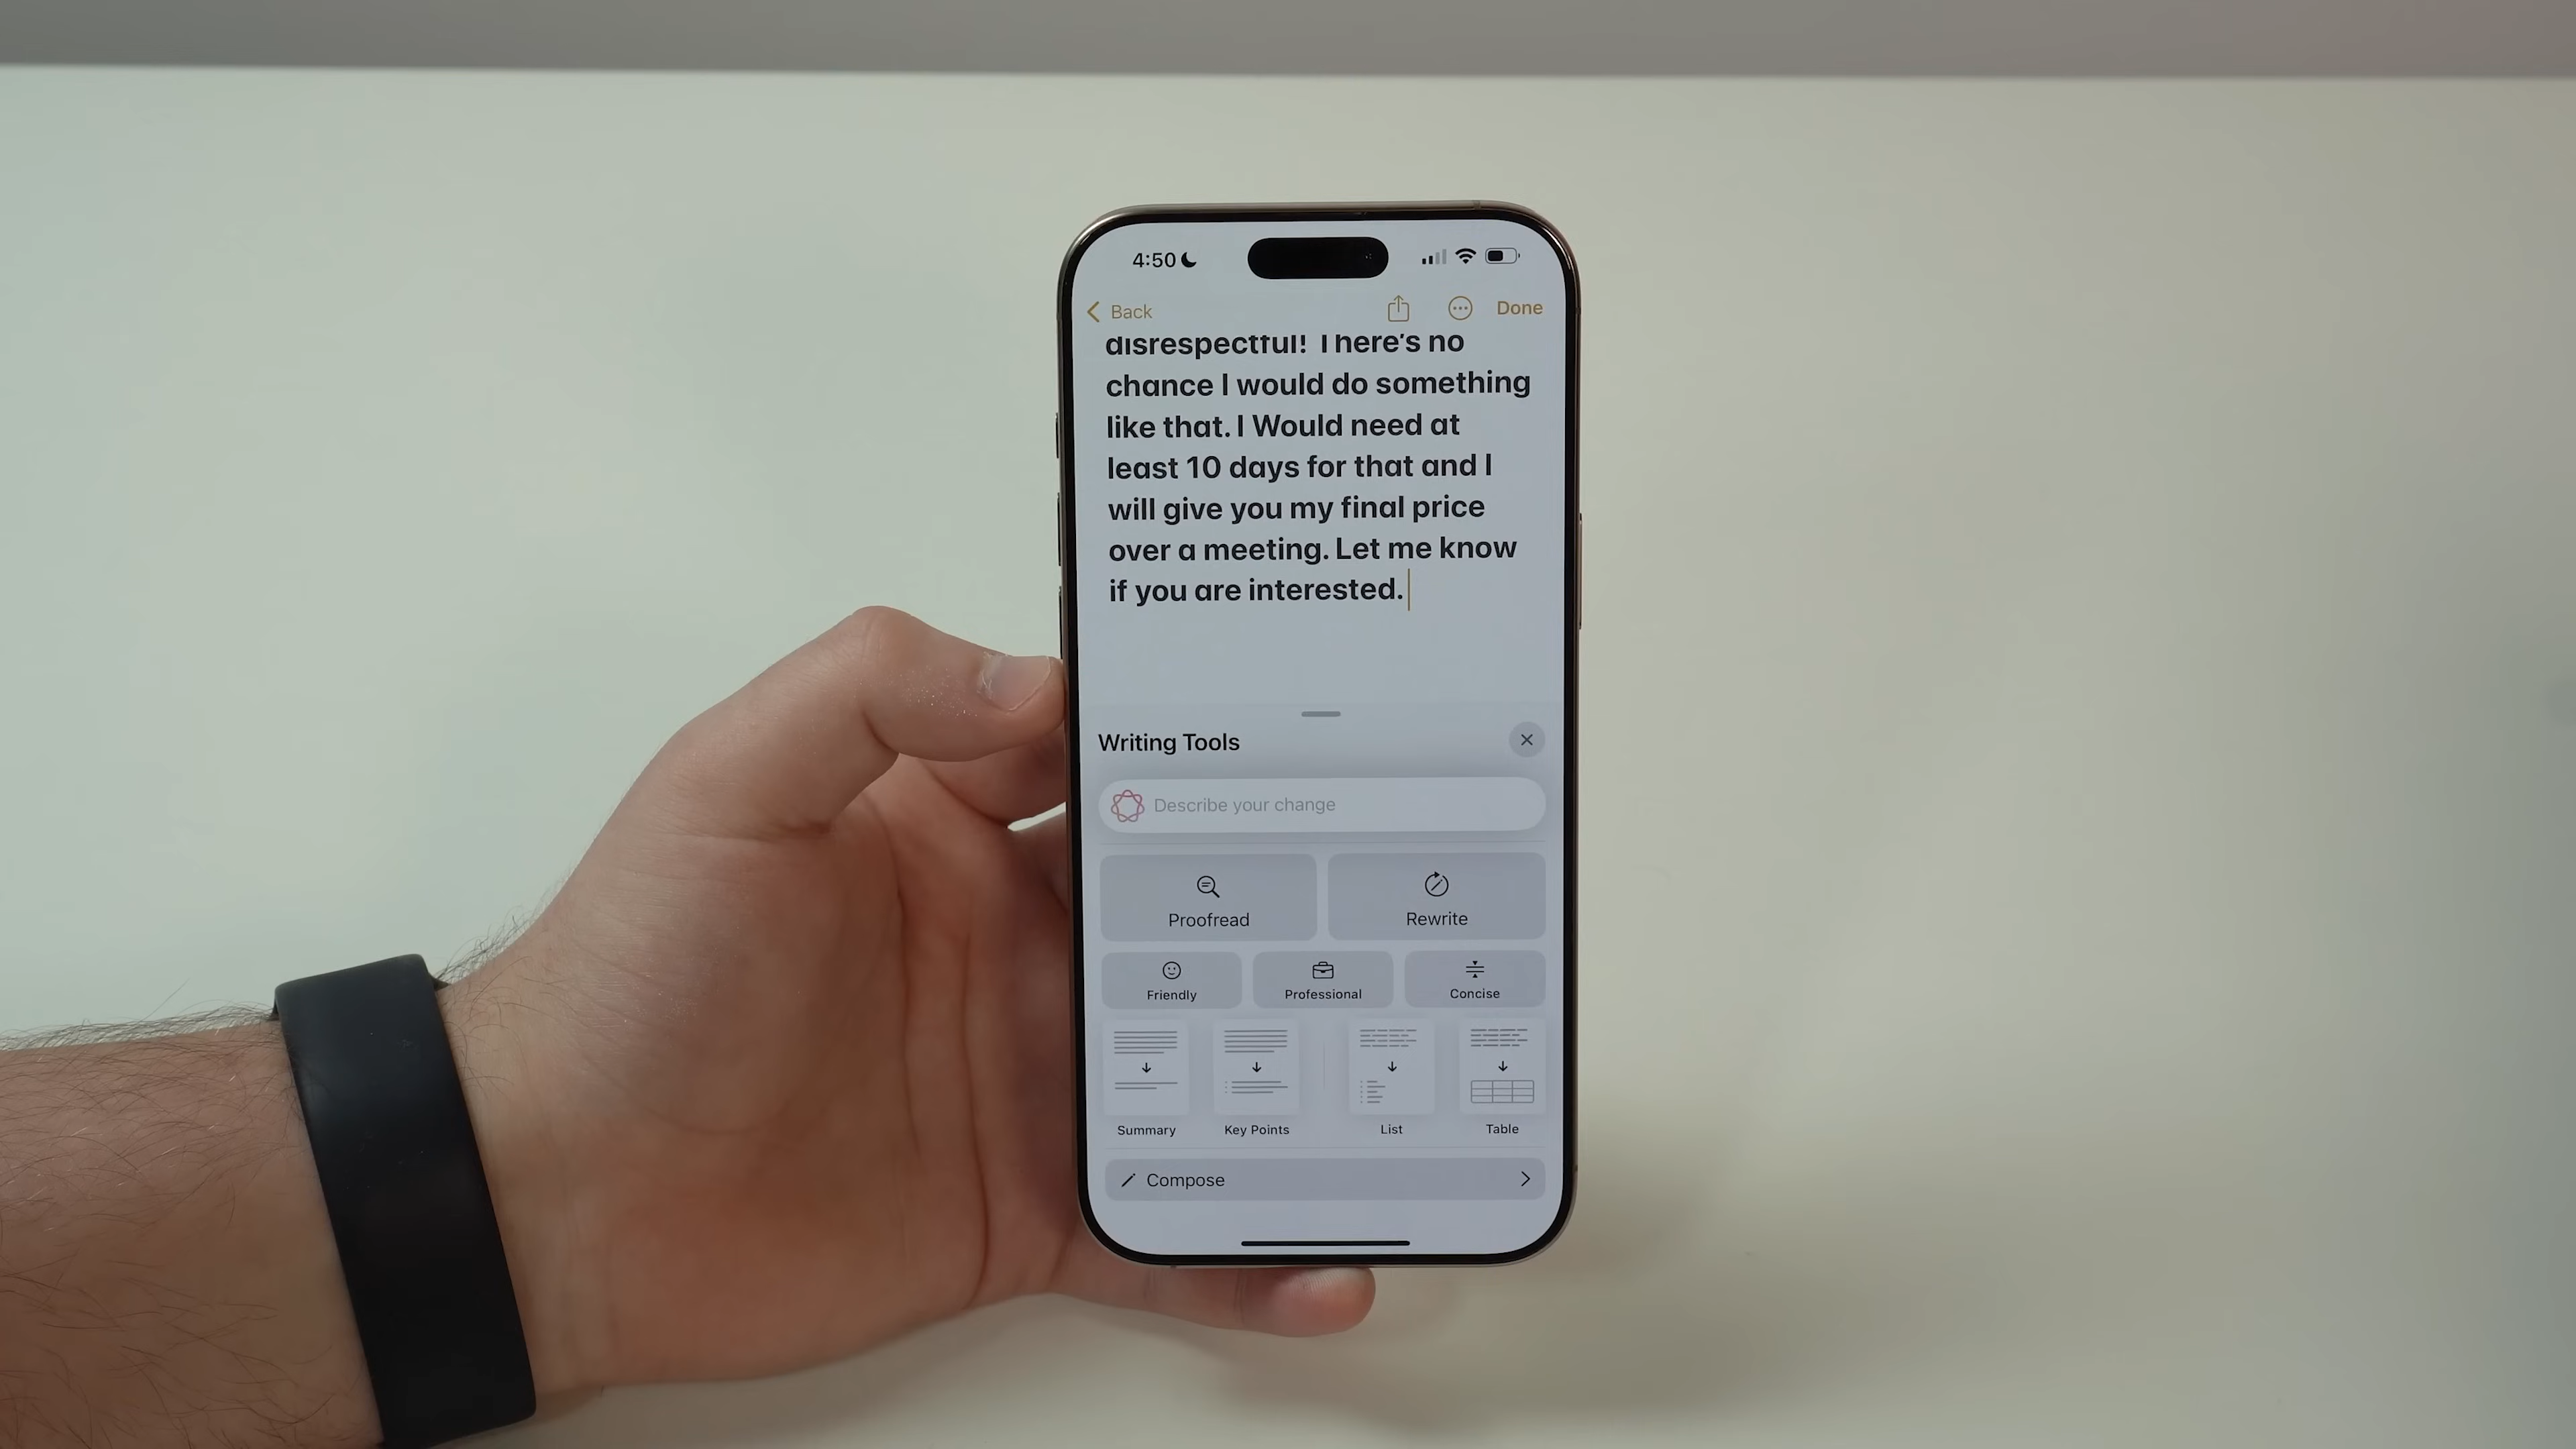 4:50
Back
Done
disrespectful! There's no
chance I would do something
like that. I Would need at
least 10 days for that and I
will give you my final price
over a meeting. Let me know
if you are interested.
Writing Tools
Describe your change
Proofread
Rewrite
Friendly
Professional
Concise
Summary
Key Points
List
Table
Compose